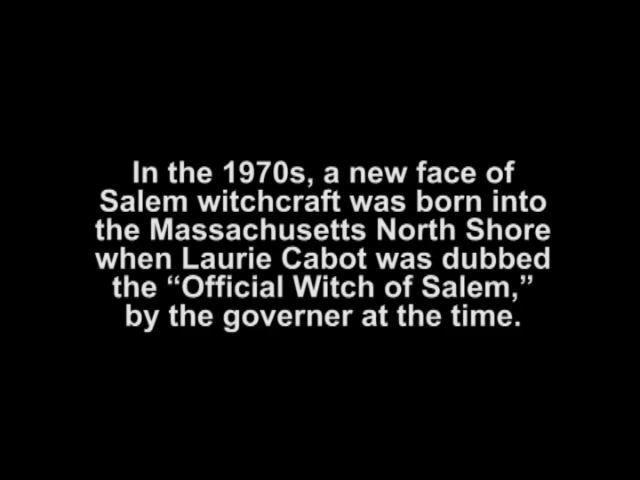 In the 1970s, a new face of
Salem witchcraft was born into
the Massachusetts North Shore
when Laurie Cabot was dubbed
the “Official Witch of Salem,”
by the governer at the time.